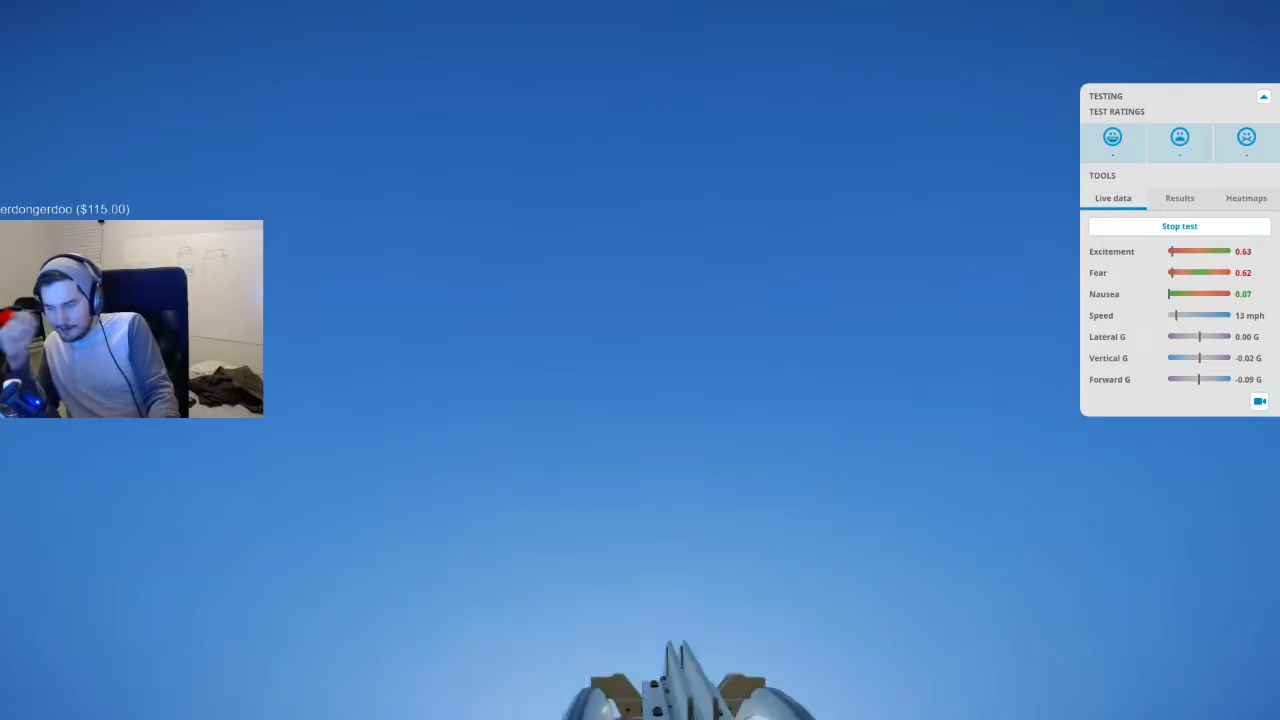 erdongerdoo ($115.00)
TESTING
TEST RATINGS
- - -
TOOLS
Live data Results Heatmaps
Stop test
Excitement 0.63
Fear 0.62
Nausea 0.07
Speed 13 mph
Lateral G 0.00 G
Vertical G -0.02 G
Forward G -0.09 G